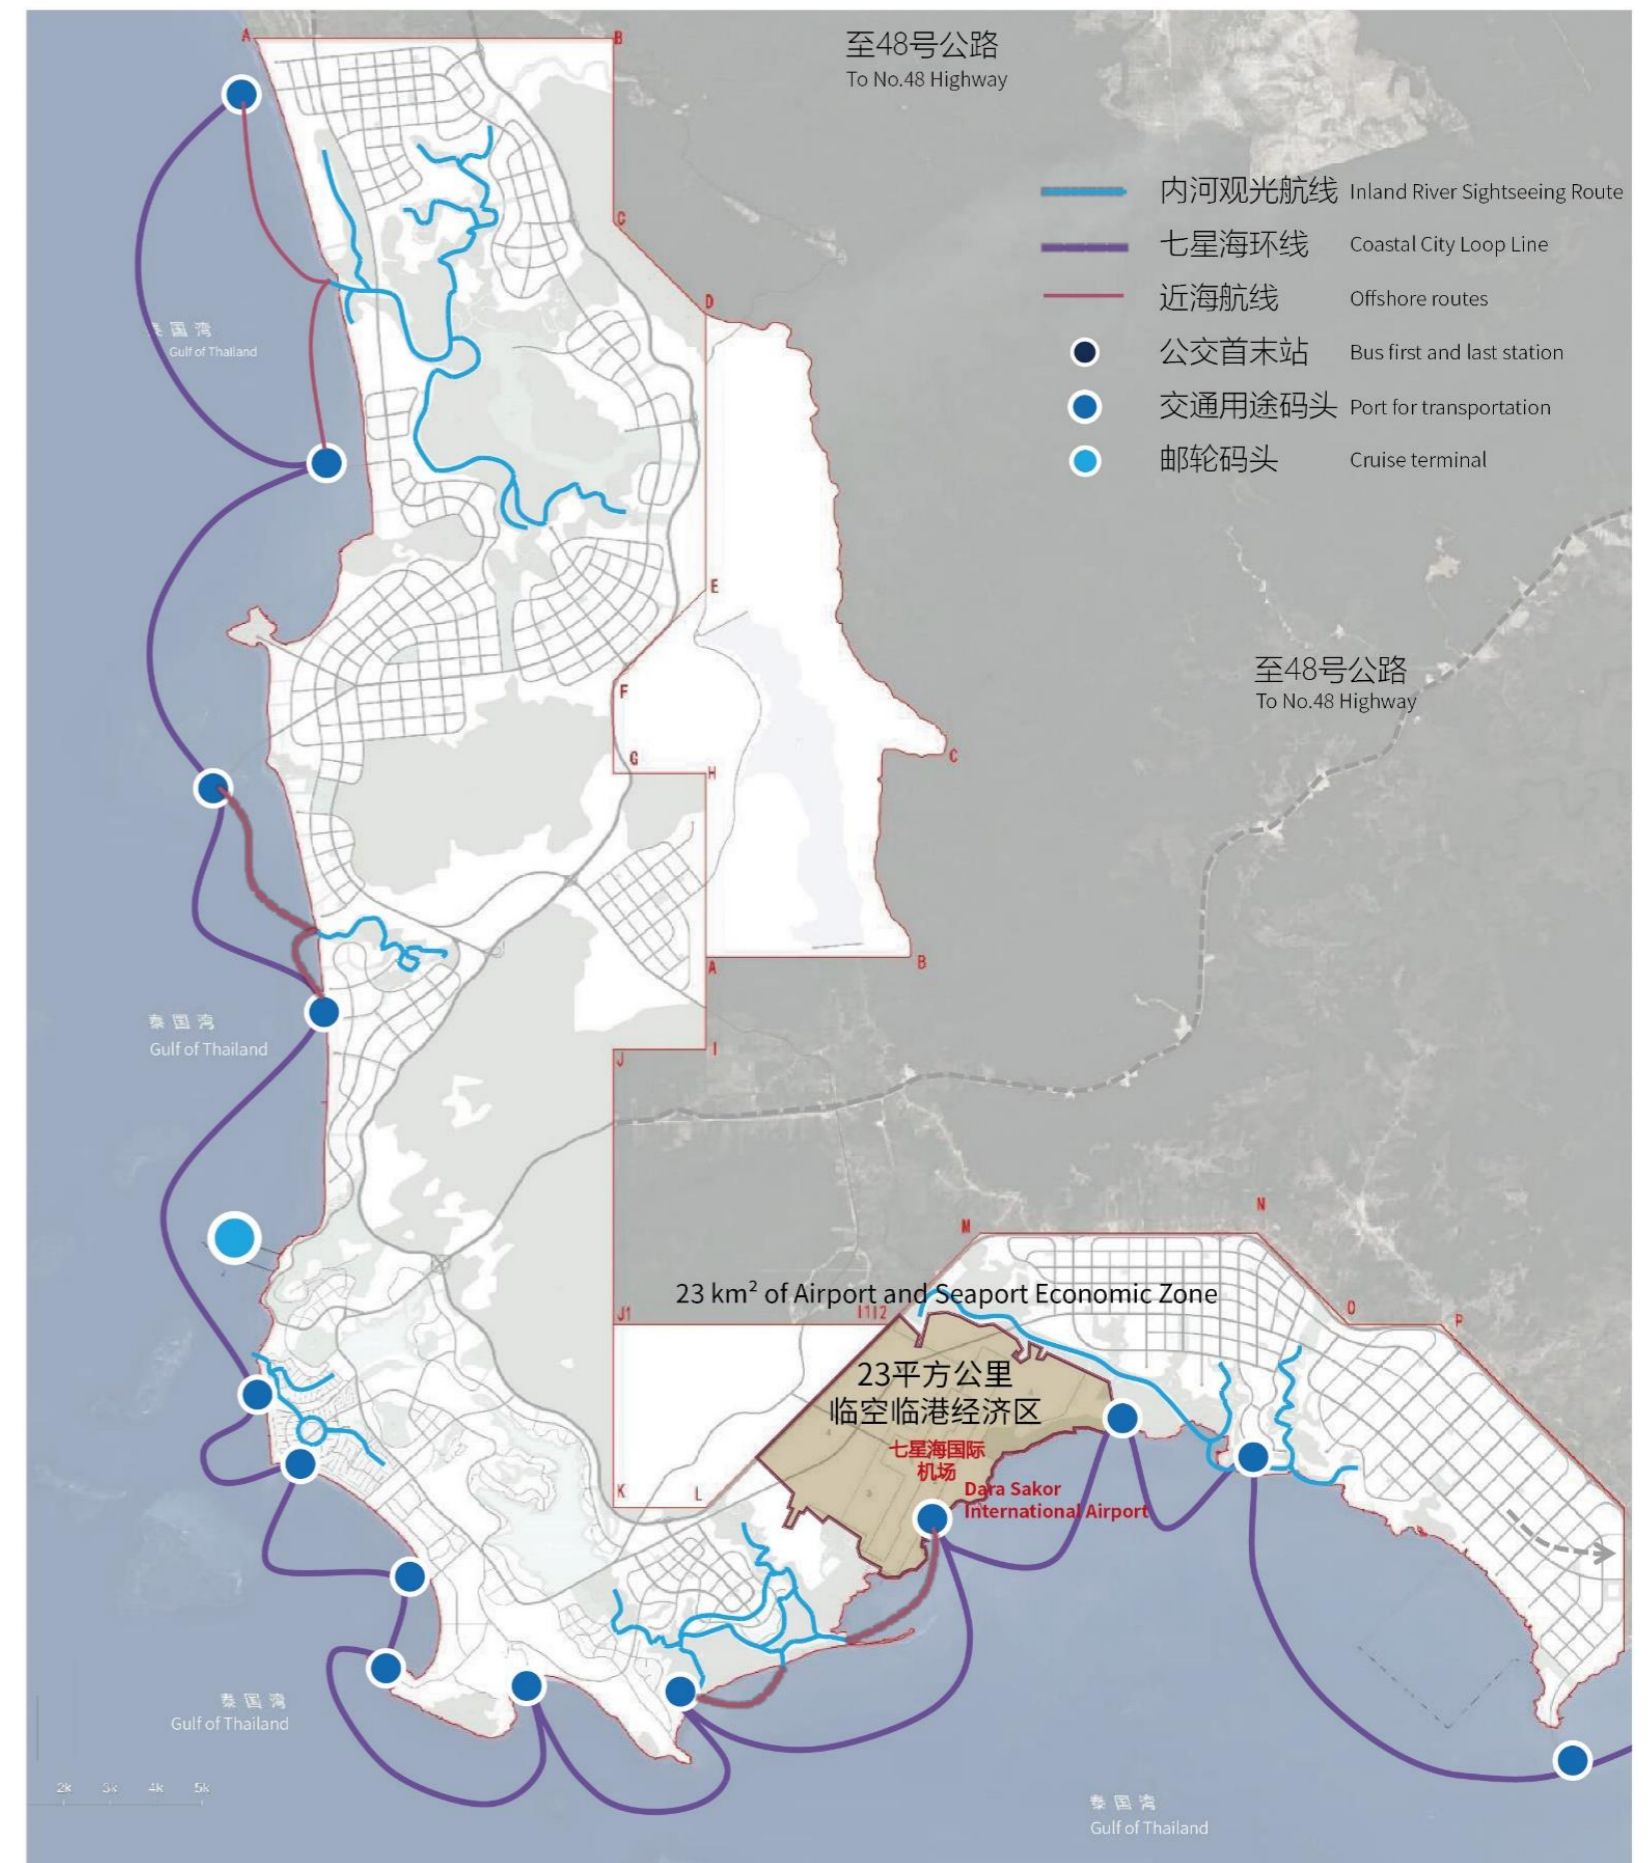 A
B
至48号公路
To No.48 Highway
内河观光航线 Inland River Sightseeing Route
C
七星海环线 Coastal City Loop Line
近海航线 Offshore routes
D
泰国湾
Gulf of Thailand
公交首末站 Bus first and last station
交通用途码头 Port for transportation
邮轮码头 Cruise terminal
E
至48号公路
To No.48 Highway
F
G
H
C
A
B
泰国湾
Gulf of Thailand
J
I
N
M
23 km² of Airport and Seaport Economic Zone
J1
I1I2
O
P
23平方公里
临空临港经济区
七星海国际
机场
Dara Sakor
International Airport
K
L
泰国湾
Gulf of Thailand
2k 3k 4k 5k
泰国湾
Gulf of Thailand